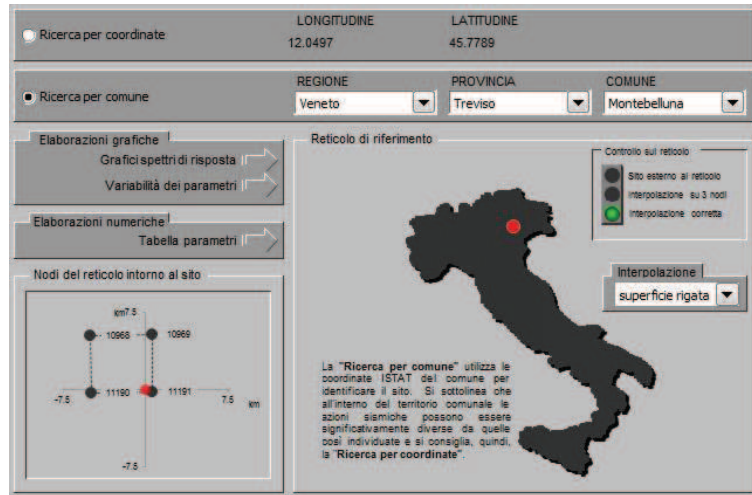 LONGITUDINE LATITUDINE
Ricerca per coordinate 12.0497 45.7789
REGIONE PROVINCIA COMUNE
Ricerca per comune Veneto Treviso Montebelluna
Elaborazioni grafiche
Grafici spettri di risposta
Variabilità dei parametri
Elaborazioni numeriche
Tabella parametri
Nodi del reticolo intorno al sito
km 7.5
10968 10969
-7.5 11190 11191 7.5 km
-7.5
Reticolo di riferimento
Controllo sul reticolo
Sito esterno al reticolo
Interpolazione su 3 nodi
Interpolazione corretta
Interpolazione
superficie rigata
La "Ricerca per comune" utilizza le
coordinate ISTAT del comune per
identificare il sito. Si sottolinea che
all'interno del territorio comunale le
azioni sismiche possono essere
significativamente diverse da quelle
così individuate e si consiglia, quindi,
la "Ricerca per coordinate".